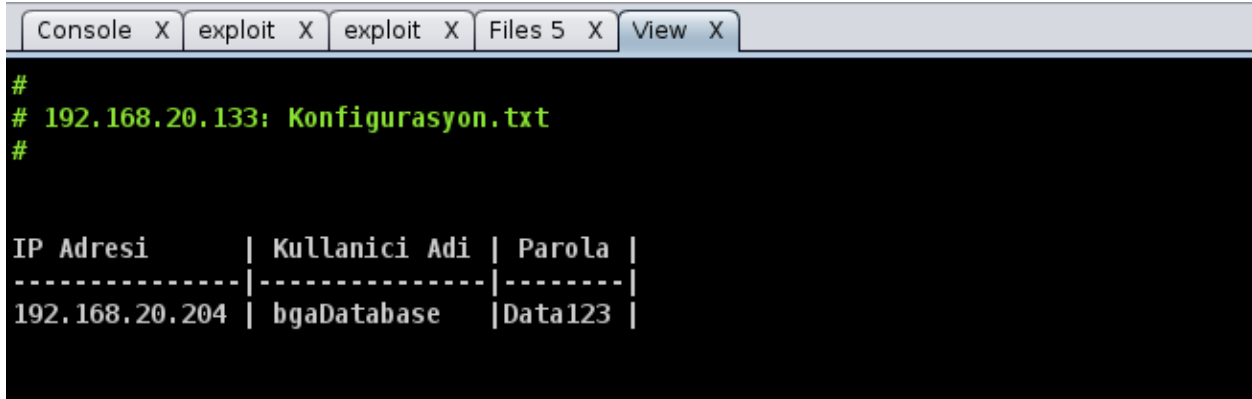 Console X exploit X exploit X Files 5 X View X
#
# 192.168.20.133: Konfigurasyon.txt
#
IP Adresi | Kullanici Adi | Parola |
---------------|---------------|--------|
192.168.20.204 | bgaDatabase |Data123 |